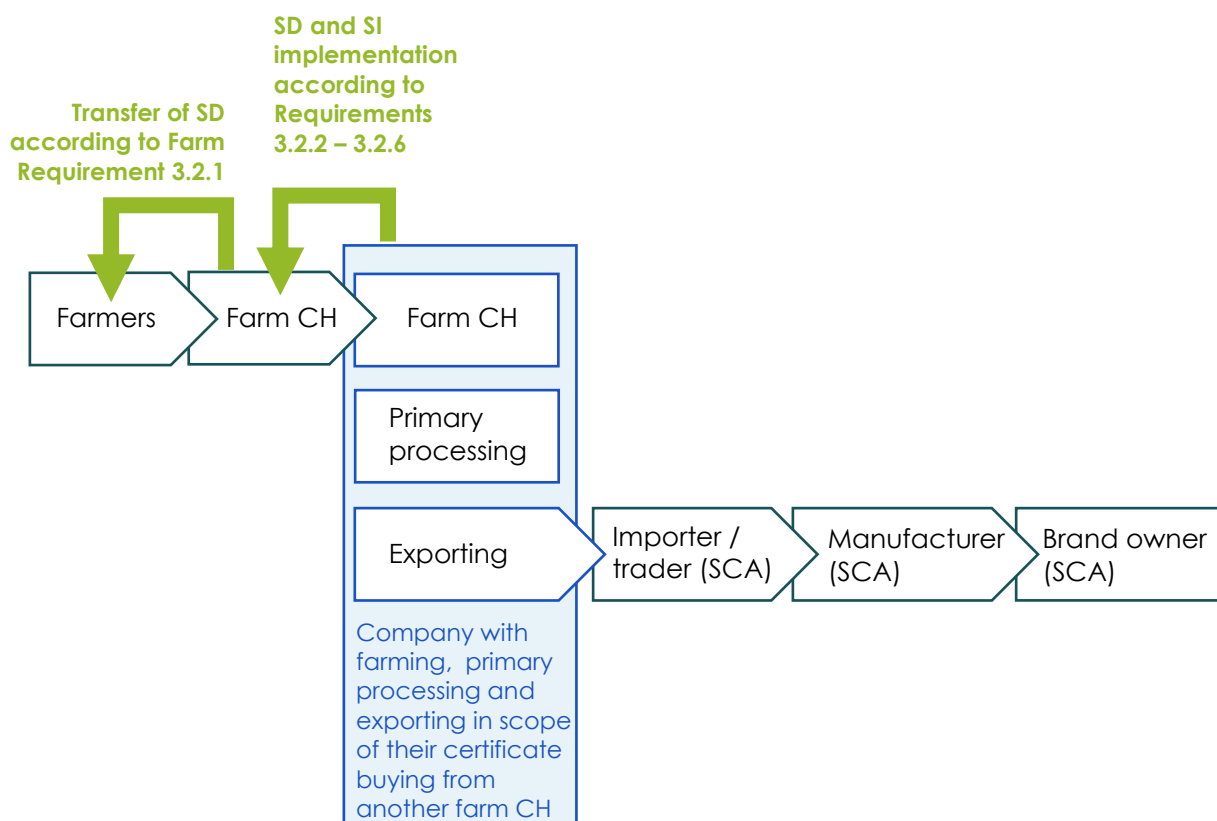 SD and SI
implementation
according to
Requirements
3.2.2 – 3.2.6
Transfer of SD
according to Farm
Requirement 3.2.1
Farmers
Farm CH
Farm CH
Primary
processing
Exporting
Importer /
trader (SCA)
Manufacturer
(SCA)
Brand owner
(SCA)
Company with
farming, primary
processing and
exporting in scope
of their certificate
buying from
another farm CH